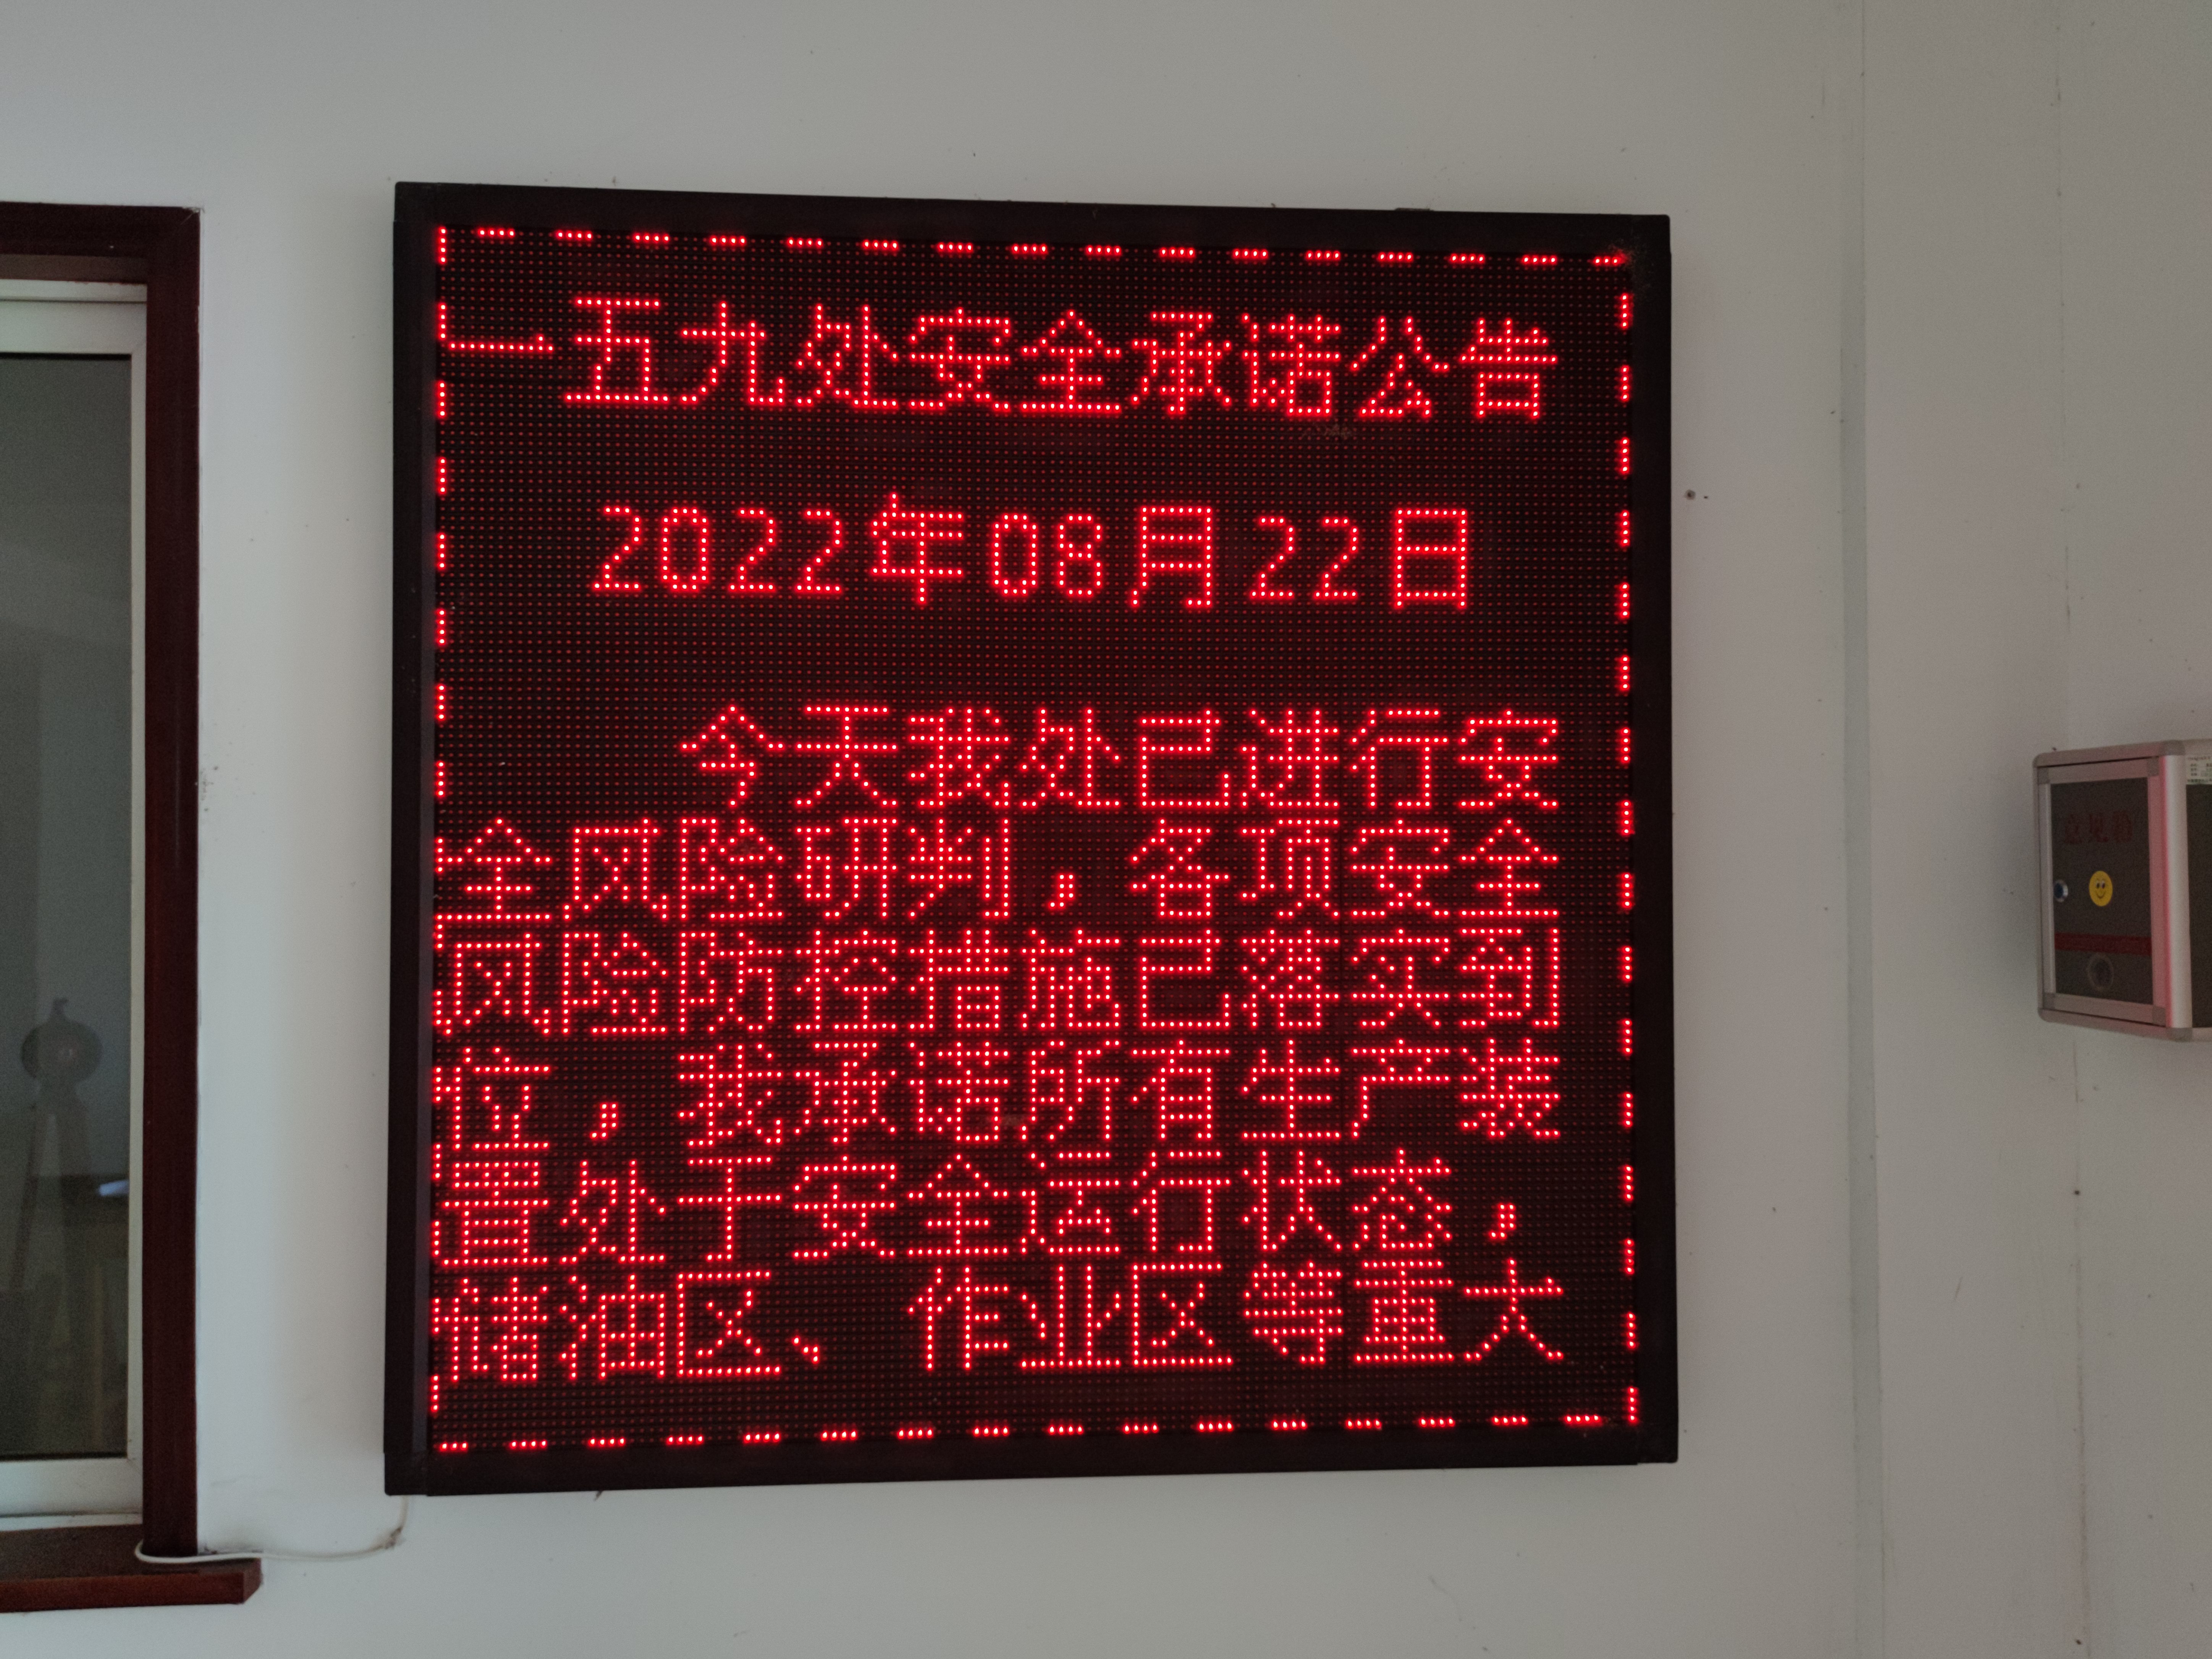 一五九处安全承诺公告
2022年08月22日
今天我处已进行安
全风险研判，各项安全
风险防控措施已落实到
位，我承诺所有生产装
置处于安全运行状态，
储油区、作业区等重大
意见箱